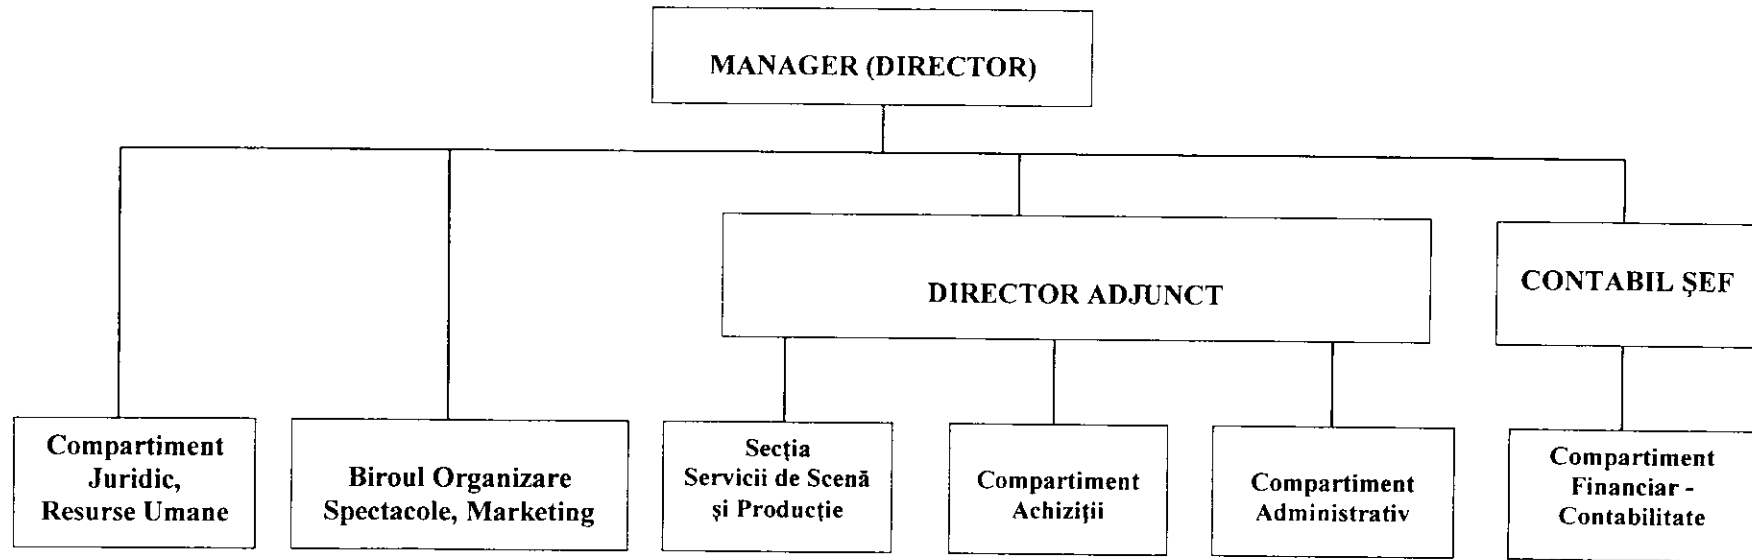 MANAGER (DIRECTOR)
DIRECTOR ADJUNCT
CONTABIL ŞEF
Compartiment
Juridic,
Resurse Umane
Biroul Organizare
Spectacole, Marketing
Secţia
Servicii de Scenă
şi Producţie
Compartiment
Achiziţii
Compartiment
Administrativ
Compartiment
Financiar -
Contabilitate